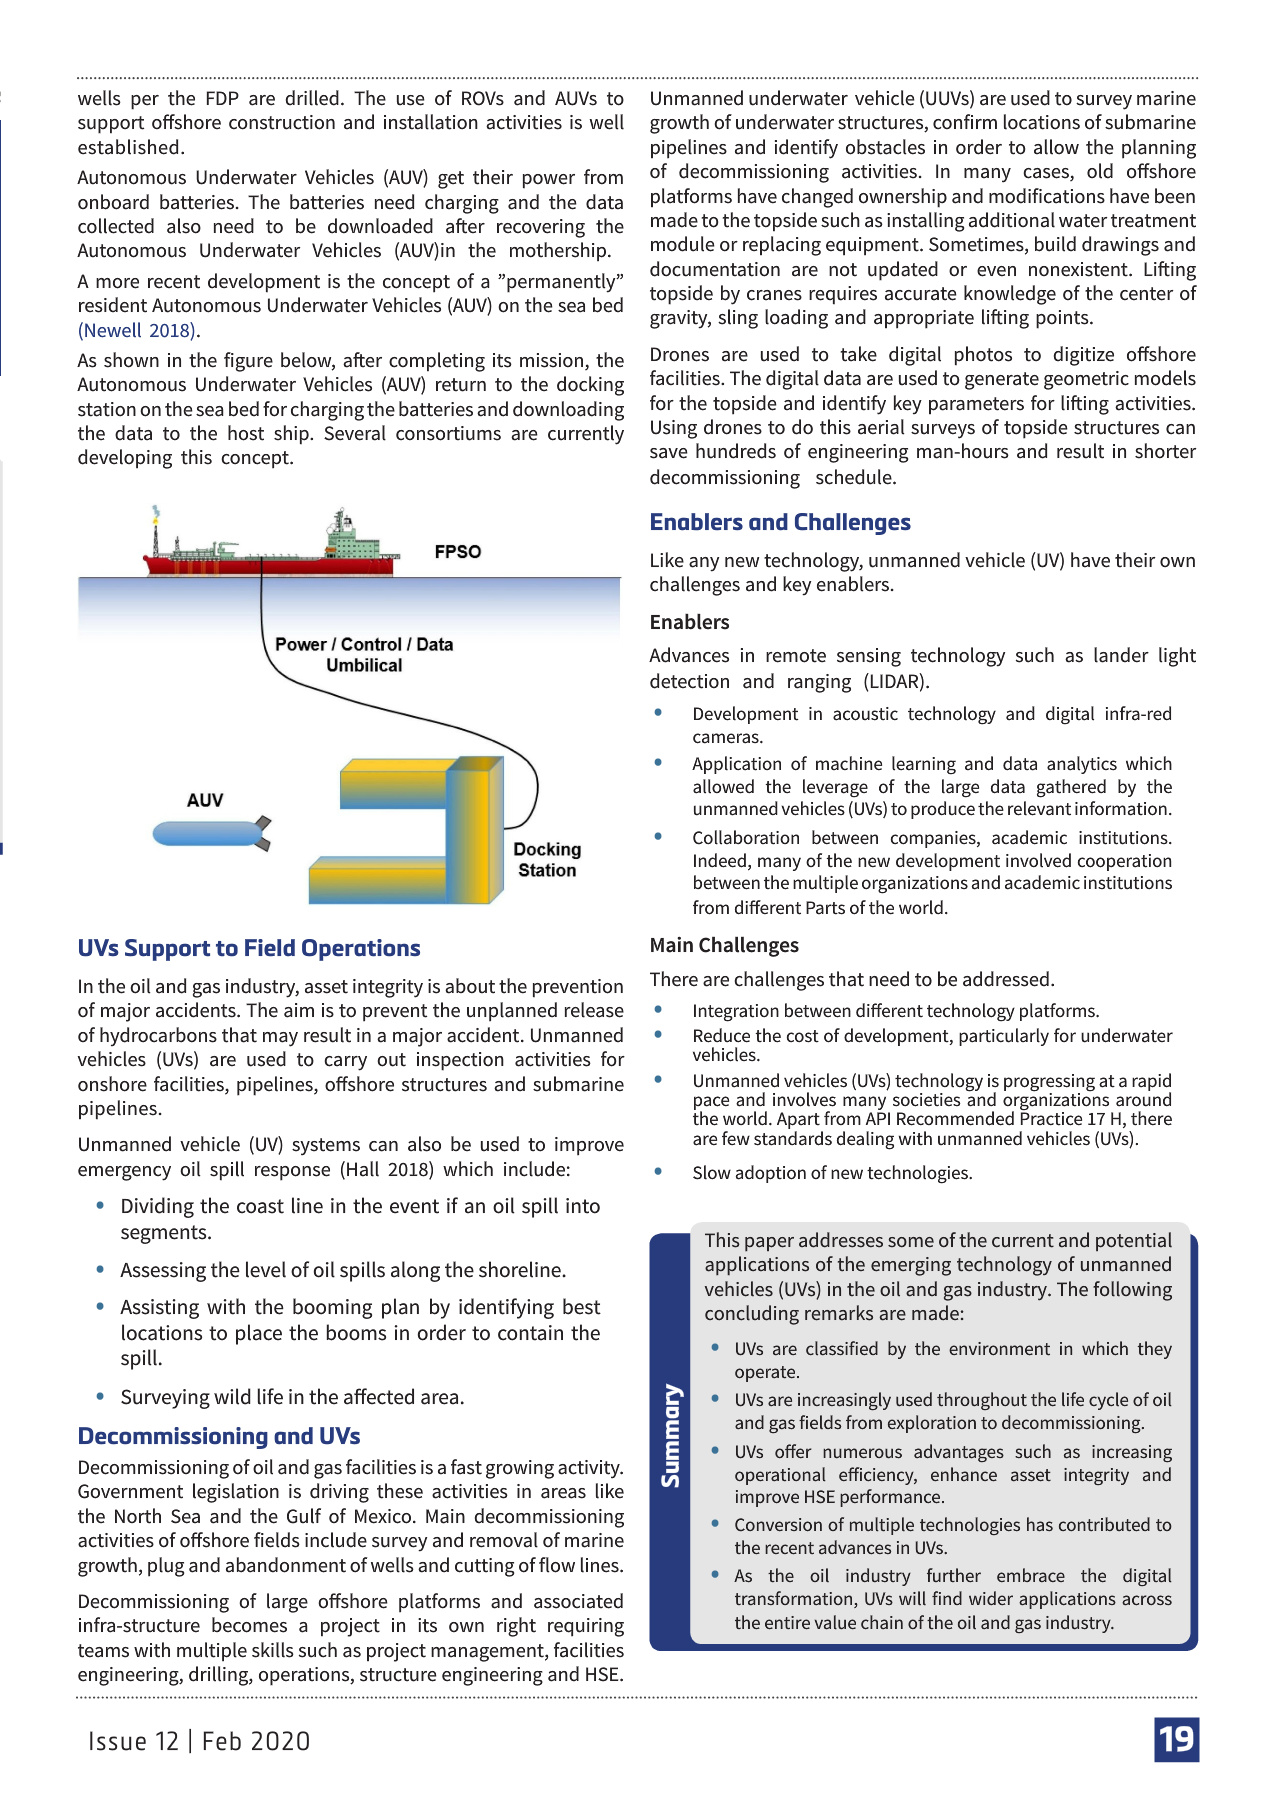 wells per the FDP are drilled. The use of ROVs and AUVs to
support offshore construction and installation activities is well
established.
Autonomous Underwater Vehicles (AUV) get their power from
onboard batteries. The batteries need charging and the data
collected also need to be downloaded after recovering the
Autonomous Underwater Vehicles (AUV)in the mothership.
A more recent development is the concept of a ”permanently”
resident Autonomous Underwater Vehicles (AUV) on the sea bed
(Newell 2018).
As shown in the figure below, after completing its mission, the
Autonomous Underwater Vehicles (AUV) return to the docking
station on the sea bed for charging the batteries and downloading
the data to the host ship. Several consortiums are currently
developing this concept.
FPSO
Power / Control / Data
Umbilical
AUV
Docking
Station
UVs Support to Field Operations
In the oil and gas industry, asset integrity is about the prevention
of major accidents. The aim is to prevent the unplanned release
of hydrocarbons that may result in a major accident. Unmanned
vehicles (UVs) are used to carry out inspection activities for
onshore facilities, pipelines, offshore structures and submarine
pipelines.
Unmanned vehicle (UV) systems can also be used to improve
emergency oil spill response (Hall 2018) which include:
• Dividing the coast line in the event if an oil spill into
segments.
• Assessing the level of oil spills along the shoreline.
• Assisting with the booming plan by identifying best
locations to place the booms in order to contain the
spill.
• Surveying wild life in the affected area.
Decommissioning and UVs
Decommissioning of oil and gas facilities is a fast growing activity.
Government legislation is driving these activities in areas like
the North Sea and the Gulf of Mexico. Main decommissioning
activities of offshore fields include survey and removal of marine
growth, plug and abandonment of wells and cutting of flow lines.
Decommissioning of large offshore platforms and associated
infra-structure becomes a project in its own right requiring
teams with multiple skills such as project management, facilities
engineering, drilling, operations, structure engineering and HSE.
Unmanned underwater vehicle (UUVs) are used to survey marine
growth of underwater structures, confirm locations of submarine
pipelines and identify obstacles in order to allow the planning
of decommissioning activities. In many cases, old offshore
platforms have changed ownership and modifications have been
made to the topside such as installing additional water treatment
module or replacing equipment. Sometimes, build drawings and
documentation are not updated or even nonexistent. Lifting
topside by cranes requires accurate knowledge of the center of
gravity, sling loading and appropriate lifting points.
Drones are used to take digital photos to digitize offshore
facilities. The digital data are used to generate geometric models
for the topside and identify key parameters for lifting activities.
Using drones to do this aerial surveys of topside structures can
save hundreds of engineering man-hours and result in shorter
decommissioning schedule.
Enablers and Challenges
Like any new technology, unmanned vehicle (UV) have their own
challenges and key enablers.
Enablers
Advances in remote sensing technology such as lander light
detection and ranging (LIDAR).
• Development in acoustic technology and digital infra-red
cameras.
• Application of machine learning and data analytics which
allowed the leverage of the large data gathered by the
unmanned vehicles (UVs) to produce the relevant information.
• Collaboration between companies, academic institutions.
Indeed, many of the new development involved cooperation
between the multiple organizations and academic institutions
from different Parts of the world.
Main Challenges
There are challenges that need to be addressed.
• Integration between different technology platforms.
• Reduce the cost of development, particularly for underwater
vehicles.
• Unmanned vehicles (UVs) technology is progressing at a rapid
pace and involves many societies and organizations around
the world. Apart from API Recommended Practice 17 H, there
are few standards dealing with unmanned vehicles (UVs).
• Slow adoption of new technologies.
Summary
This paper addresses some of the current and potential
applications of the emerging technology of unmanned
vehicles (UVs) in the oil and gas industry. The following
concluding remarks are made:
• UVs are classified by the environment in which they
operate.
• UVs are increasingly used throughout the life cycle of oil
and gas fields from exploration to decommissioning.
• UVs offer numerous advantages such as increasing
operational efficiency, enhance asset integrity and
improve HSE performance.
• Conversion of multiple technologies has contributed to
the recent advances in UVs.
• As the oil industry further embrace the digital
transformation, UVs will find wider applications across
the entire value chain of the oil and gas industry.
Issue 12 | Feb 2020
19